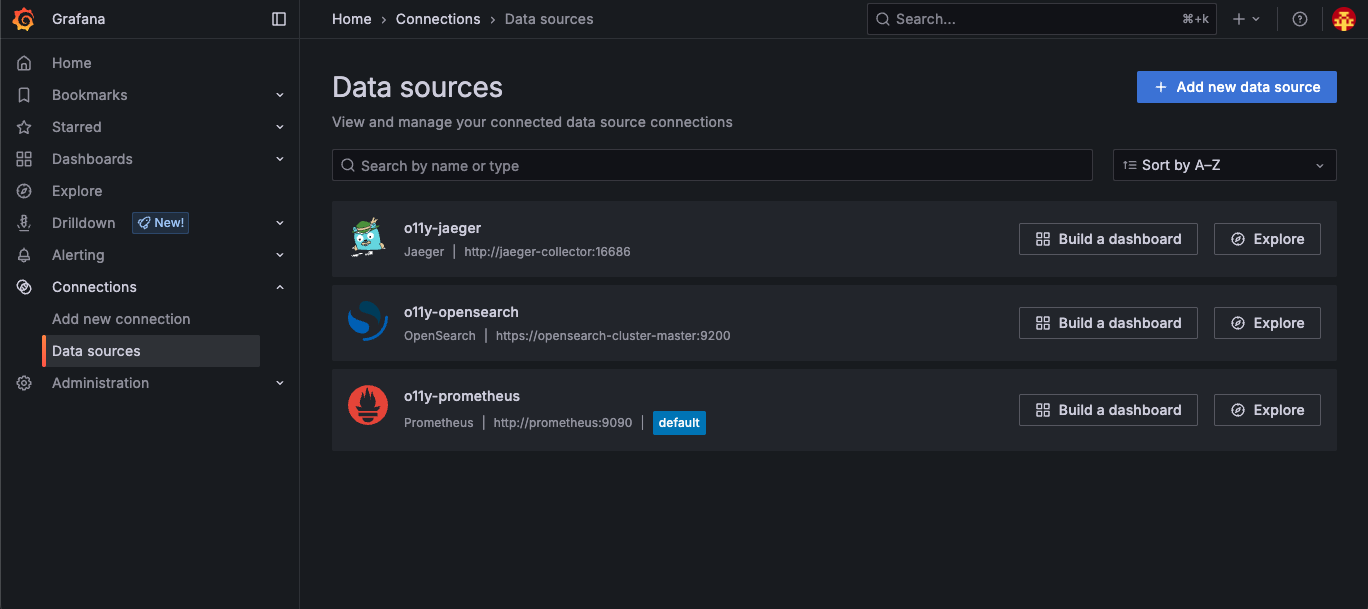 Grafana
Home › Connections › Data sources
Search...
⌘+k
Home
Bookmarks
Starred
Dashboards
Explore
Drilldown New!
Alerting
Connections
Add new connection
Data sources
Administration
Data sources
Add new data source
View and manage your connected data source connections
Search by name or type
Sort by A–Z
o11y-jaeger
Jaeger | http://jaeger-collector:16686
Build a dashboard
Explore
o11y-opensearch
OpenSearch | https://opensearch-cluster-master:9200
Build a dashboard
Explore
o11y-prometheus
Prometheus | http://prometheus:9090 | default
Build a dashboard
Explore